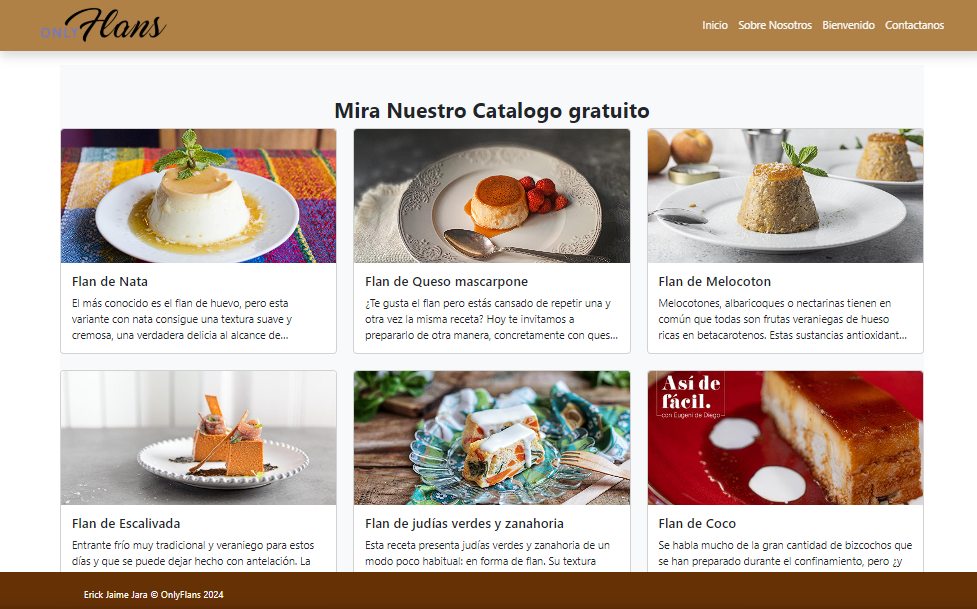 ONLY Flans
Inicio Sobre Nosotros Bienvenido Contactanos
Mira Nuestro Catalogo gratuito
Flan de Nata
El más conocido es el flan de huevo, pero esta
variante con nata consigue una textura suave y
cremosa, una verdadera delicia al alcance de...
Flan de Queso mascarpone
¿Te gusta el flan pero estás cansado de repetir una y
otra vez la misma receta? Hoy te invitamos a
prepararlo de otra manera, concretamente con ques...
Flan de Melocoton
Melocotones, albaricoques o nectarinas tienen en
común que todas son frutas veraniegas de hueso
ricas en betacarotenos. Estas sustancias antioxidant...
Así de
fácil.
con Eugeni de Diego
Flan de Escalivada
Entrante frío muy tradicional y veraniego para estos
días y que se puede dejar hecho con antelación. La
Flan de judías verdes y zanahoria
Esta receta presenta judías verdes y zanahoria de un
modo poco habitual: en forma de flan. Su textura
Flan de Coco
Se habla mucho de la gran cantidad de bizcochos que
se han preparado durante el confinamiento, pero ¿y
Erick Jaime Jara © OnlyFlans 2024